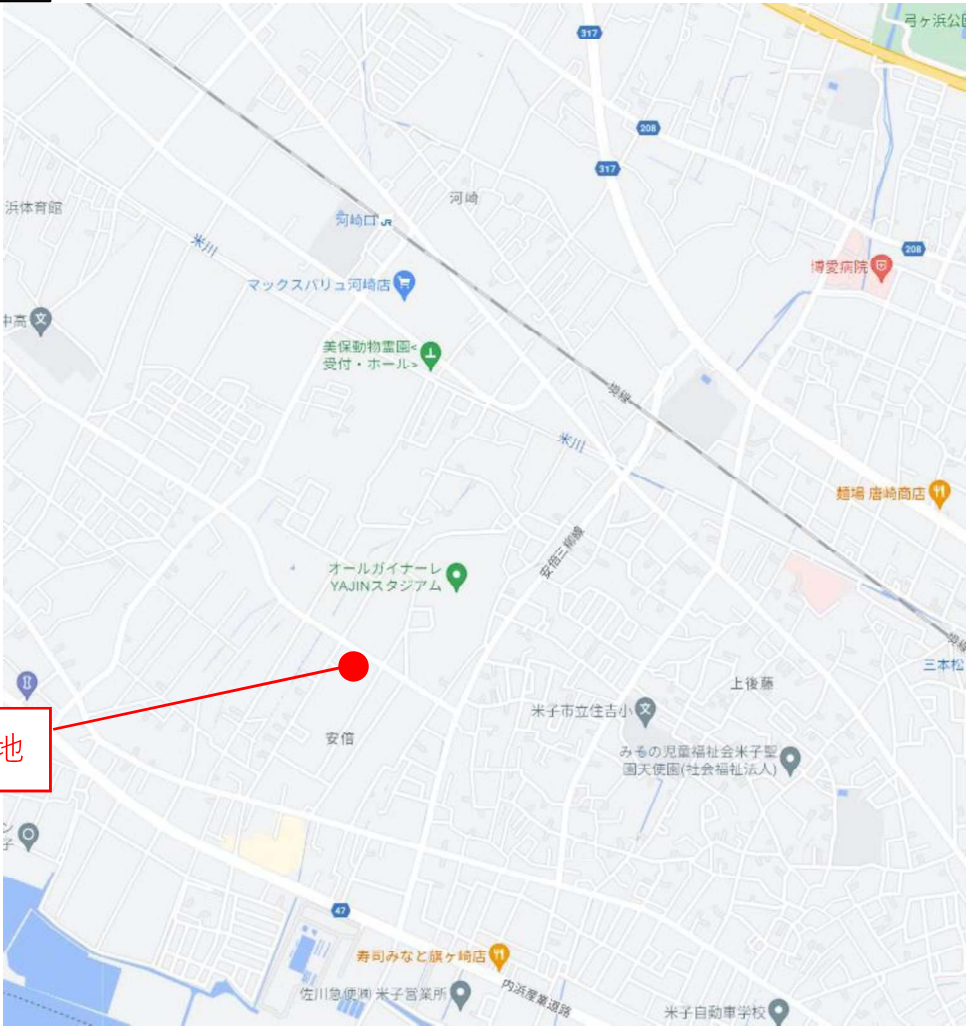 弓ヶ浜公園
317
208
317
河崎
浜体育館
河崎口 JR
米川
208
博愛病院
マックスバリュ河崎店
中高
文
美保動物霊園<
受付・ホール>
境線
米川
麺場 唐崎商店
安倍三柳線
オールガイナーレ
YAJINスタジアム
境線
三本松
上後藤
米子市立住吉小
文
地
安倍
みその児童福祉会米子聖
園天使園(社会福祉法人)
ン
子
47
寿司みなと旗ヶ崎店
佐川急便㈱ 米子営業所
内浜産業道路
米子自動車学校